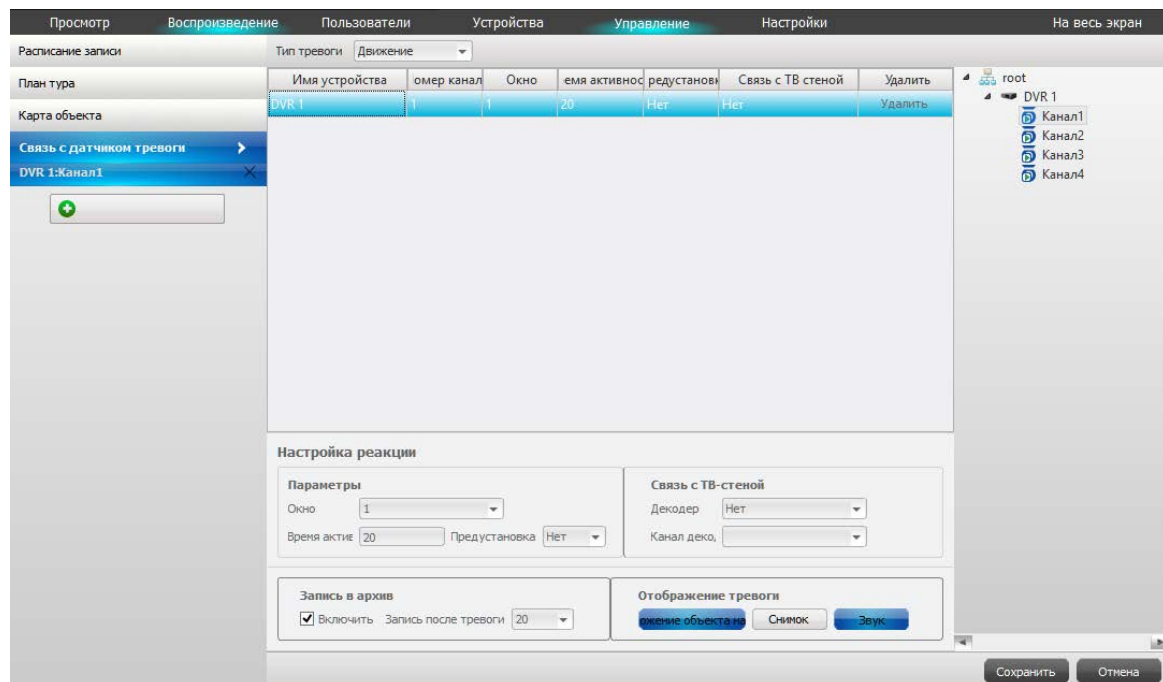 Просмотр Воспроизведение Пользователи Устройства Управление Настройки На весь экран
Расписание записи
План тура
Карта объекта
Связь с датчиком тревоги
DVR 1:Канал1
Тип тревоги Движение
Имя устройства омер канал Окно емя активнос редустановк Связь с ТВ стеной Удалить
DVR 1 1 1 20 Нет Нет Удалить
root
DVR 1
Канал1
Канал2
Канал3
Канал4
Настройка реакции
Параметры
Окно 1
Время актив 20 Предустановка Нет
Связь с ТВ-стеной
Декодер Нет
Канал деко,
Запись в архив
Включить Запись после тревоги 20
Отображение тревоги
ожение объекта на Снимок Звук
Сохранить Отмена